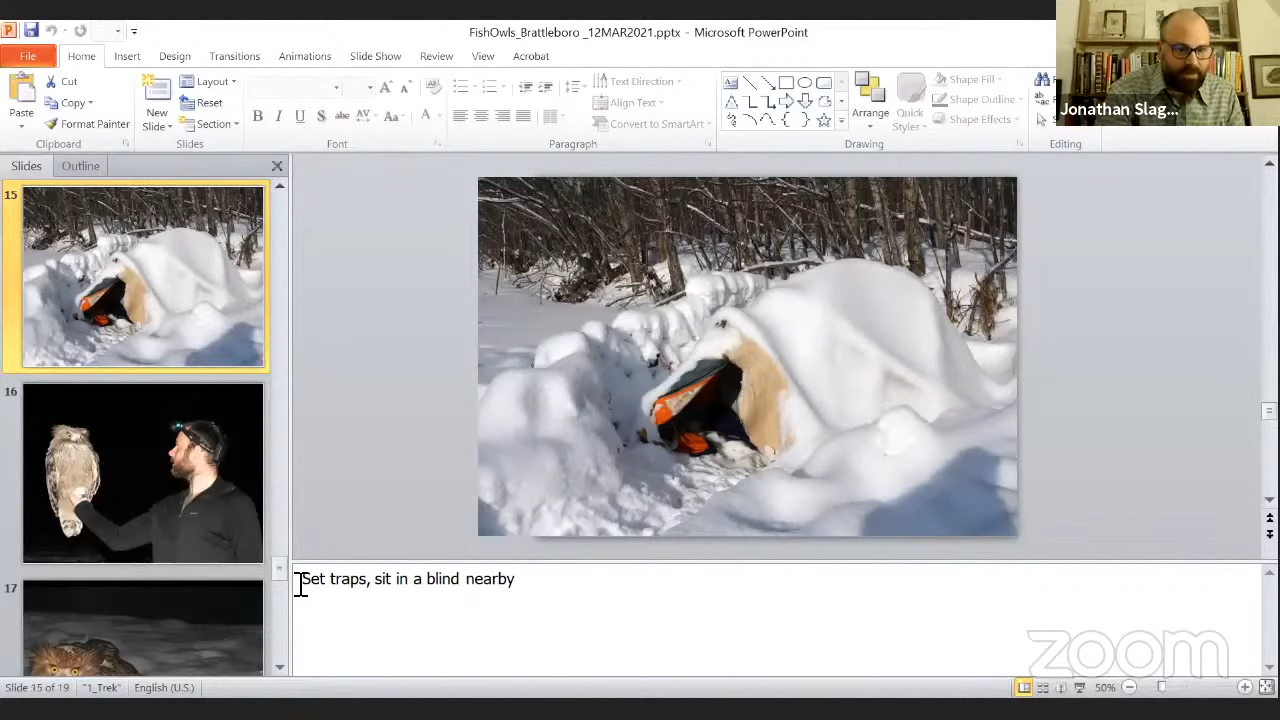 FishOwls_Brattleboro _12MAR2021.pptx - Microsoft PowerPoint
File Home Insert Design Transitions Animations Slide Show Review View Acrobat
Paste
Cut
Copy
Format Painter
Clipboard
New
Slide
Layout
Reset
Section
Slides
B I U S abe AV Aa A
Font
Text Direction
Align Text
Convert to SmartArt
Paragraph
Arrange
Quick
Styles
Shape Fill
Shape Outline
Shape Effects
Drawing
Editing
Jonathan Slag...
Slides Outline
15
16
17
Set traps, sit in a blind nearby
zoom
Slide 15 of 19 "1_Trek" English (U.S.) 50%